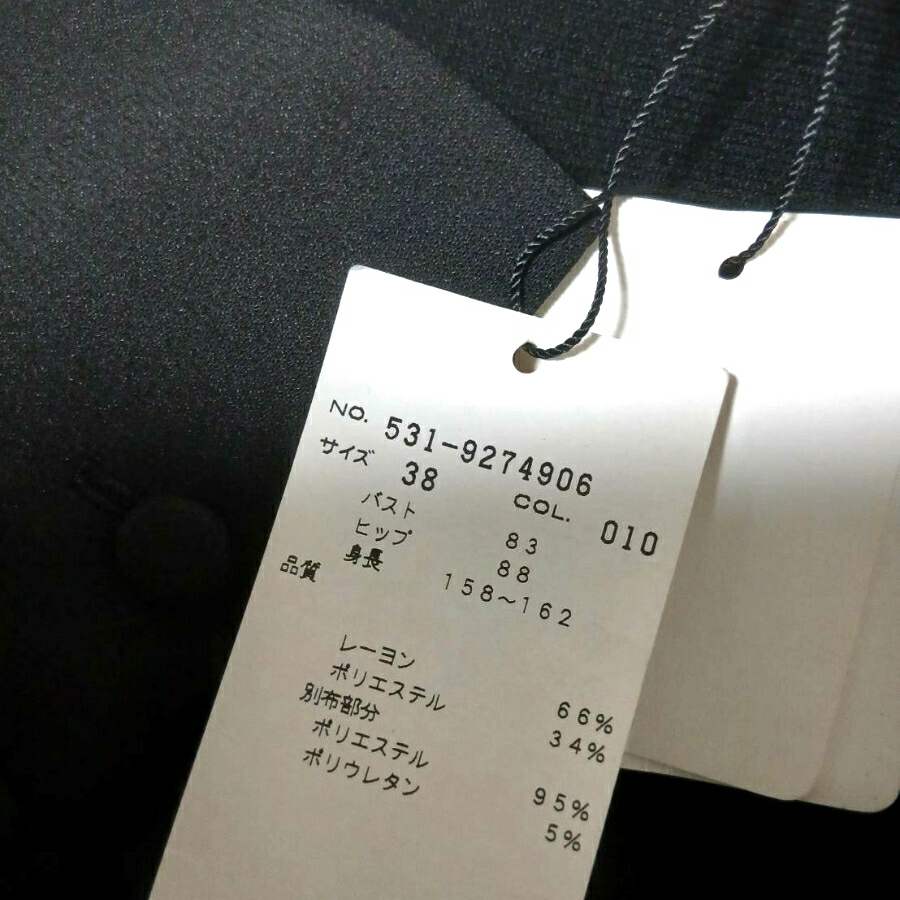 NO. 531-9274906
サイズ 38 COL. 010
バスト 83
ヒップ 88
身長 158〜162
品質
レーヨン 66%
ポリエステル 34%
別布部分
ポリエステル 95%
ポリウレタン 5%